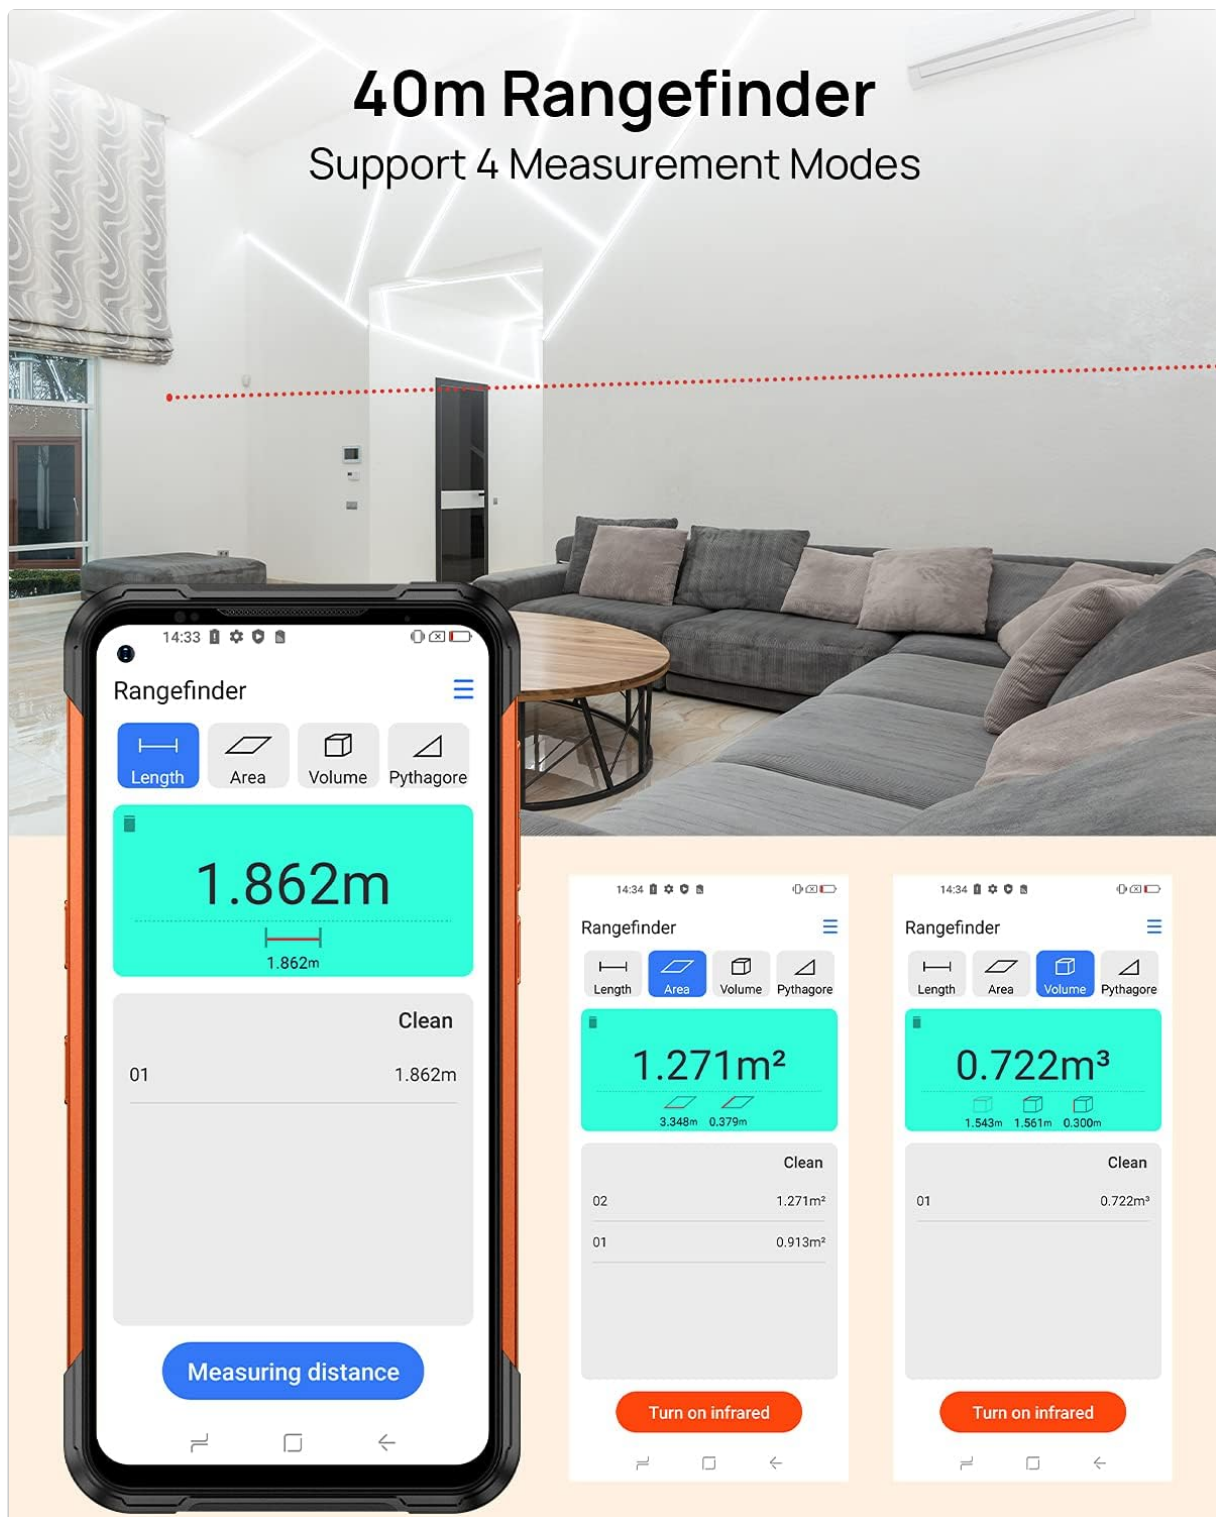 40m Rangefinder
Support 4 Measurement Modes
14:33
Rangefinder
Length Area Volume Pythagore
1.862m
1.862m
Clean
01 1.862m
Measuring distance
14:34
Rangefinder
Length Area Volume Pythagore
1.271m²
3.348m 0.379m
Clean
02 1.271m²
01 0.913m²
Turn on infrared
14:34
Rangefinder
Length Area Volume Pythagore
0.722m³
1.543m 1.561m 0.300m
Clean
01 0.722m³
Turn on infrared